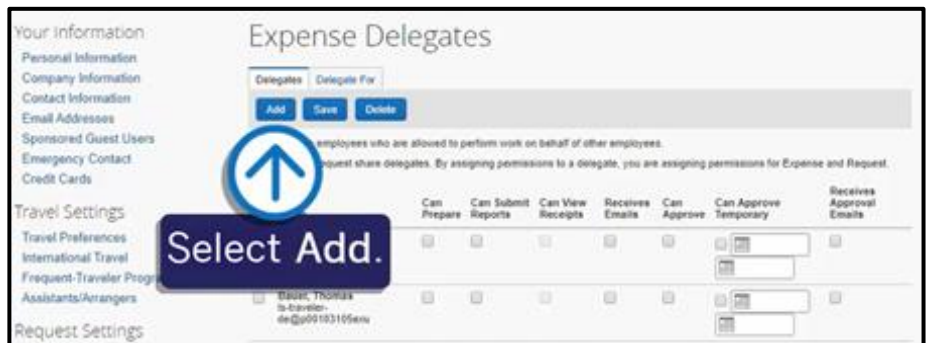 Your Information
Personal Information
Company Information
Contact Information
Email Addresses
Sponsored Guest Users
Emergency Contact
Credit Cards
Travel Settings
Travel Preferences
International Travel
Frequent-Traveler Progr
Assistants/Arrangers
Request Settings
Expense Delegates
Delegates
Delegate For
Add
Save
Delete
employees who are allowed to perform work on behalf of other employees.
quest share delegates. By assigning permissions to a delegate, you are assigning permissions for Expense and Request.
Can Prepare
Can Submit Reports
Can View Receipts
Receives Emails
Can Approve
Can Approve Temporary
Receives Approval Emails
Select Add.
Bauer, Thomas